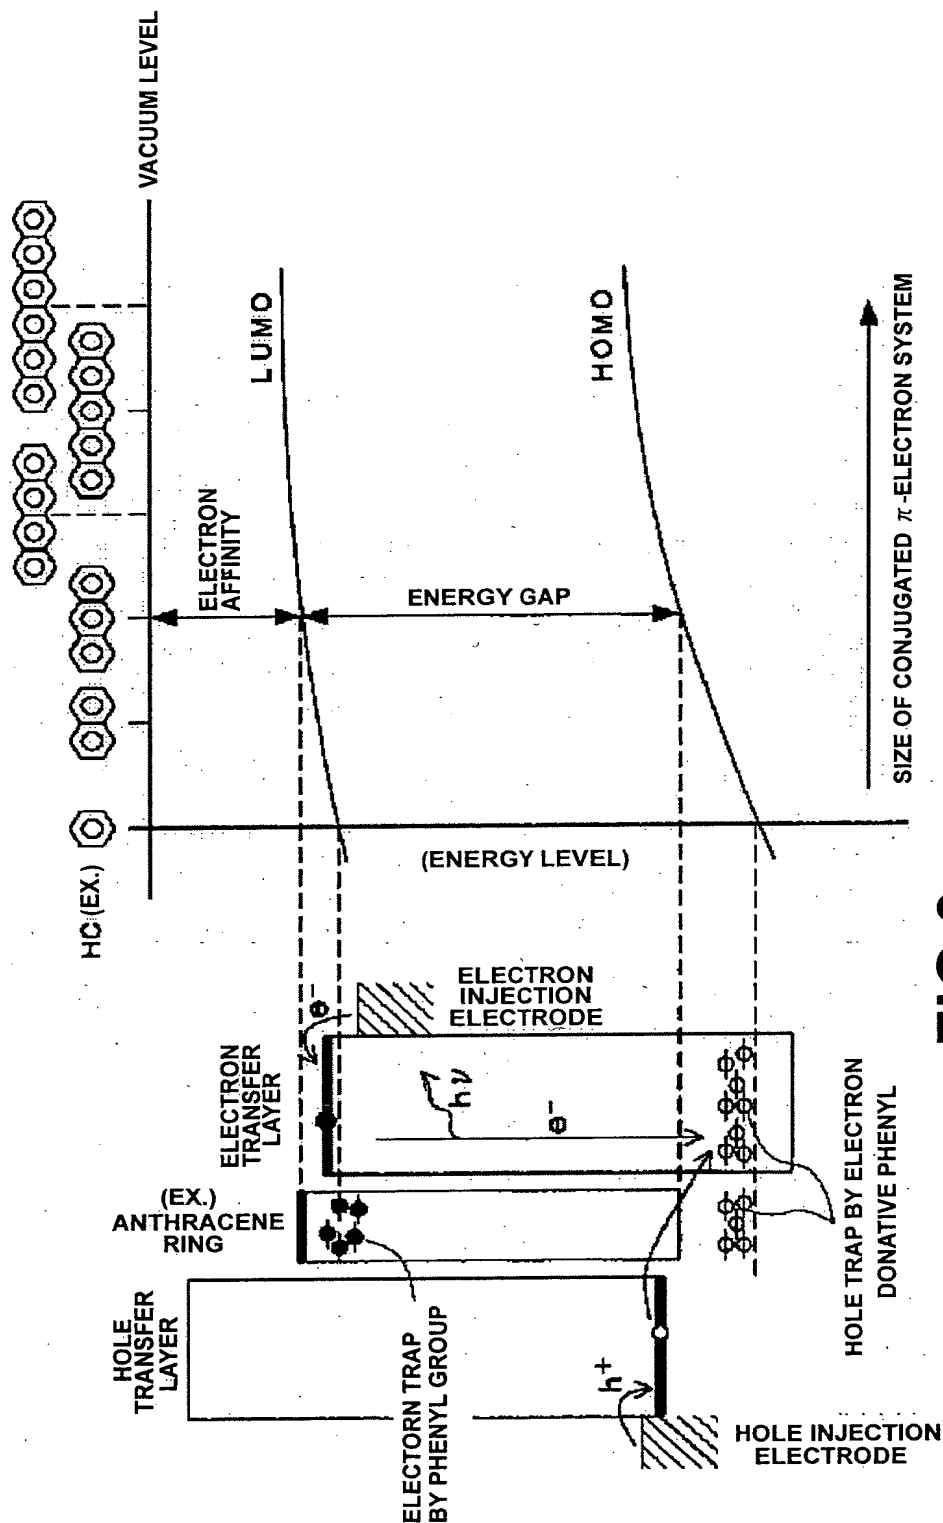 VACUUM LEVEL
HC (EX.)
LUMO
HOMO
ELECTRON
AFFINITY
ENERGY GAP
SIZE OF CONJUGATED π-ELECTRON SYSTEM
(ENERGY LEVEL)
ELECTRON
INJECTION
ELECTRODE
e⁻
ELECTRON
TRANSFER
LAYER
hν
e⁻
(EX.)
ANTHRACENE
RING
HOLE
TRANSFER
LAYER
ELECTORN TRAP
BY PHENYL GROUP
h⁺
HOLE TRAP BY ELECTRON
DONATIVE PHENYL
HOLE INJECTION
ELECTRODE